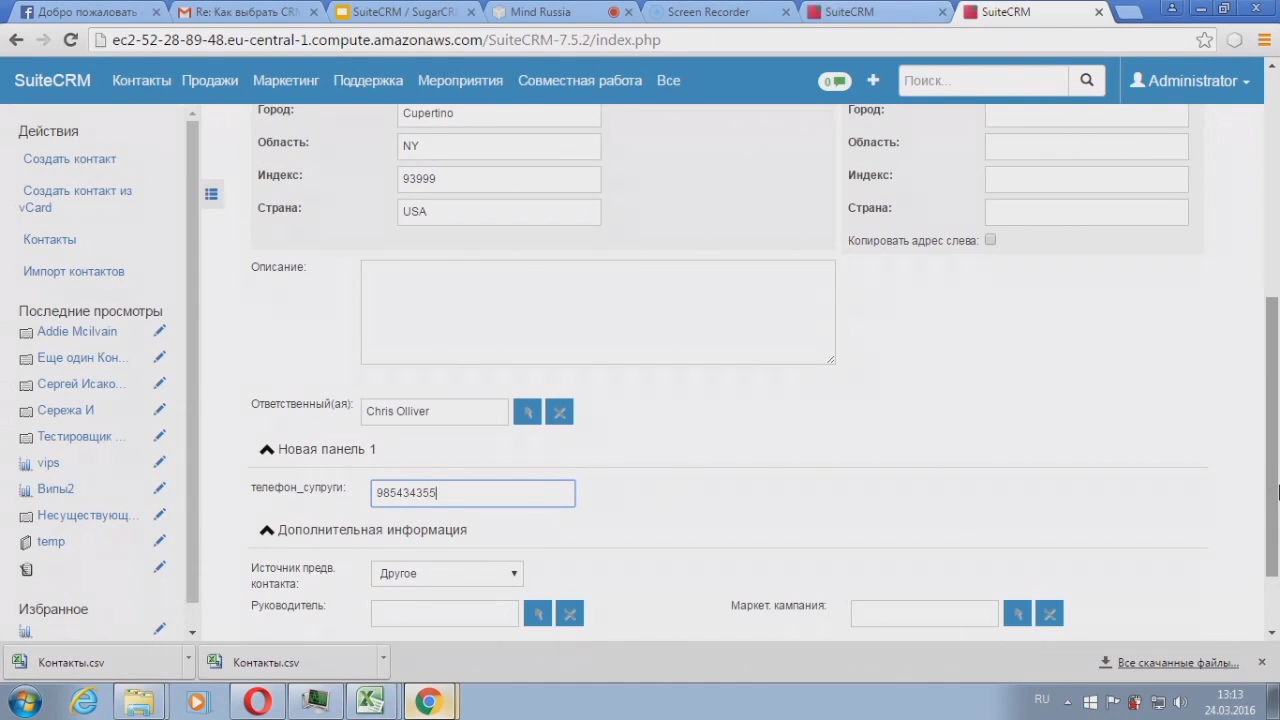 Добро пожаловать
Re: Как выбрать CR
SuiteCRM / SugarCR
Mind Russia
Screen Recorder
SuiteCRM
SuiteCRM
ec2-52-28-89-48.eu-central-1.compute.amazonaws.com/SuiteCRM-7.5.2/index.php
SuiteCRM Контакты Продажи Маркетинг Поддержка Мероприятия Совместная работа Все 0 Поиск... Administrator
Действия
Создать контакт
Создать контакт из
vCard
Контакты
Импорт контактов
Последние просмотры
Addie Mcilvain
Еще один Кон...
Сергей Исако...
Сережа И
Тестировщик ...
vips
Випы2
Несуществующ...
temp
Избранное
Город: Cupertino
Область: NY
Индекс: 93999
Страна: USA
Город:
Область:
Индекс:
Страна:
Копировать адрес слева:
Описание:
Ответственный(ая): Chris Olliver
Новая панель 1
телефон_супруги: 985434355
Дополнительная информация
Источник предв.
контакта: Другое
Руководитель: Маркет. кампания:
Контакты.csv Контакты.csv Все скачанные файлы...
RU 13:13
24.03.2016